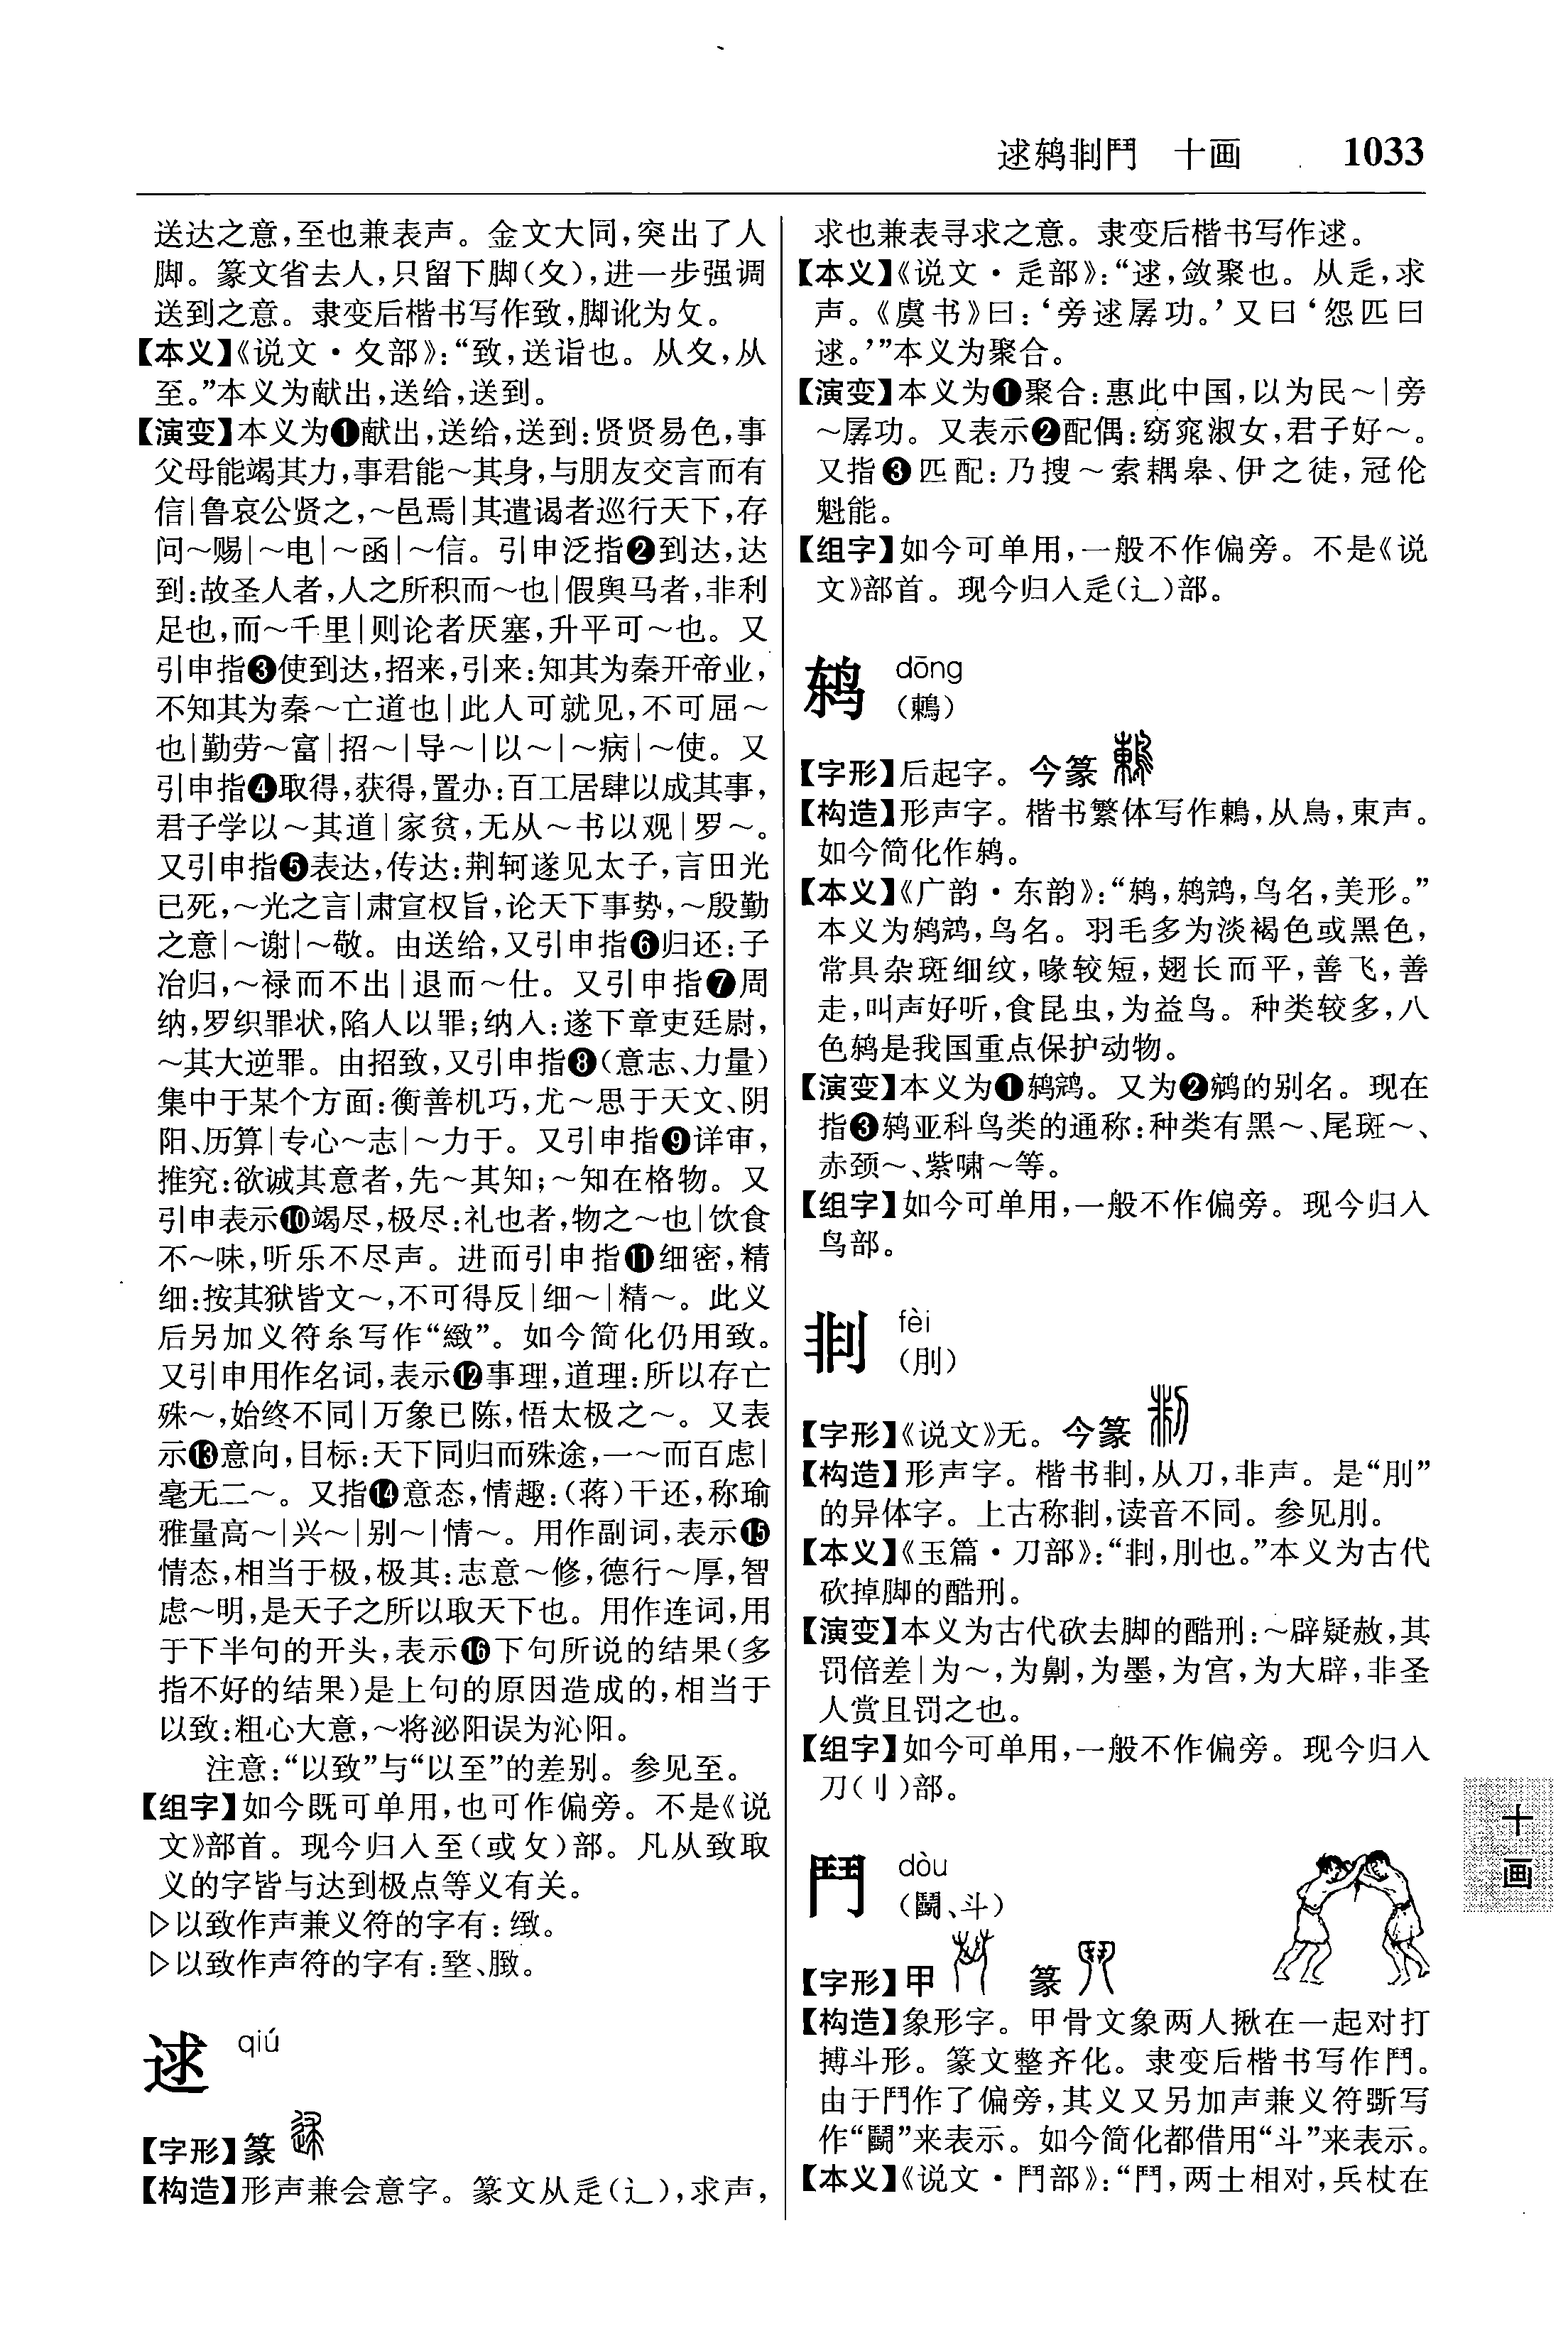 逑鸫剕鬥 十画 1033
送达之意,至也兼表声。金文大同,突出了人
脚。篆文省去人,只留下脚(夂),进一步强调
送到之意。隶变后楷书写作致,脚讹为攵。
【本义】《说文·夊部》:“致,送诣也。从夊,从
至。”本义为献出,送给,送到。
【演变】本义为❶献出,送给,送到:贤贤易色,事
父母能竭其力,事君能～其身,与朋友交言而有
信|鲁哀公贤之,～邑焉|其遣谒者巡行天下,存
问～赐|～电|～函|～信。引申泛指❷到达,达
到:故圣人者,人之所积而～也|假舆马者,非利
足也,而～千里|则论者厌塞,升平可～也。又
引申指❸使到达,招来,引来:知其为秦开帝业,
不知其为秦～亡道也|此人可就见,不可屈～
也|勤劳～富|招～|导～|以～|～病|～使。又
引申指❹取得,获得,置办:百工居肆以成其事,
君子学以～其道|家贫,无从～书以观|罗～。
又引申指❺表达,传达:荆轲遂见太子,言田光
已死,～光之言|肃宣权旨,论天下事势,～殷勤
之意|～谢|～敬。由送给,又引申指❻归还:子
冶归,～禄而不出|退而～仕。又引申指❼周
纳,罗织罪状,陷人以罪;纳入:遂下章吏廷尉,
～其大逆罪。由招致,又引申指❽(意志、力量)
集中于某个方面:衡善机巧,尤～思于天文、阴
阳、历算|专心～志|～力于。又引申指❾详审,
推究:欲诚其意者,先～其知;～知在格物。又
引申表示❿竭尽,极尽:礼也者,物之～也|饮食
不～味,听乐不尽声。进而引申指⓫细密,精
细:按其狱皆文～,不可得反|细～|精～。此义
后另加义符糸写作“緻”。如今简化仍用致。
又引申用作名词,表示⓬事理,道理:所以存亡
殊～,始终不同|万象已陈,悟太极之～。又表
示⓭意向,目标:天下同归而殊途,一～而百虑|
毫无二～。又指⓮意态,情趣:(蒋)干还,称瑜
雅量高～|兴～|别～|情～。用作副词,表示⓯
情态,相当于极,极其:志意～修,德行～厚,智
虑～明,是天子之所以取天下也。用作连词,用
于下半句的开头,表示⓰下句所说的结果(多
指不好的结果)是上句的原因造成的,相当于
以致:粗心大意,～将泌阳误为沁阳。
注意:“以致”与“以至”的差别。参见至。
【组字】如今既可单用,也可作偏旁。不是《说
文》部首。现今归入至(或攵)部。凡从致取
义的字皆与达到极点等义有关。
▷以致作声兼义符的字有:緻。
▷以致作声符的字有:墜、膣。
逑 qiú
【字形】篆
【构造】形声兼会意字。篆文从辵(辶),求声,
求也兼表寻求之意。隶变后楷书写作逑。
【本义】《说文·辵部》:“逑,敛聚也。从辵,求
声。《虞书》曰:‘旁逑孱功。’又曰‘怨匹曰
逑。’”本义为聚合。
【演变】本义为❶聚合:惠此中国,以为民～|旁
～孱功。又表示❷配偶:窈窕淑女,君子好～。
又指❸匹配:乃搜～索耦皋、伊之徒,冠伦
魁能。
【组字】如今可单用,一般不作偏旁。不是《说
文》部首。现今归入辵(辶)部。
鸫 dōng
(鶇)
【字形】后起字。今篆
【构造】形声字。楷书繁体写作鶇,从鳥,東声。
如今简化作鸫。
【本义】《广韵·东韵》:“鸫,鸫鵍,鸟名,美形。”
本义为鸫鵍,鸟名。羽毛多为淡褐色或黑色,
常具杂斑细纹,喙较短,翅长而平,善飞,善
走,叫声好听,食昆虫,为益鸟。种类较多,八
色鸫是我国重点保护动物。
【演变】本义为❶鸫鵍。又为❷鹟的别名。现在
指❸鸫亚科鸟类的通称:种类有黑～、尾斑～、
赤颈～、紫啸～等。
【组字】如今可单用,一般不作偏旁。现今归入
鸟部。
剕 fèi
(刖)
【字形】《说文》无。今篆
【构造】形声字。楷书剕,从刀,非声。是“刖”
的异体字。上古称剕,读音不同。参见刖。
【本义】《玉篇·刀部》:“剕,刖也。”本义为古代
砍掉脚的酷刑。
【演变】本义为古代砍去脚的酷刑:～辟疑赦,其
罚倍差|为～,为劓,为墨,为宫,为大辟,非圣
人赏且罚之也。
【组字】如今可单用,一般不作偏旁。现今归入
刀(刂)部。
鬥 dòu
(鬭、斗)
【字形】甲 篆
【构造】象形字。甲骨文象两人揪在一起对打
搏斗形。篆文整齐化。隶变后楷书写作鬥。
由于鬥作了偏旁,其义又另加声兼义符斲写
作“鬭”来表示。如今简化都借用“斗”来表示。
【本义】《说文·鬥部》:“鬥,两士相对,兵杖在
十画